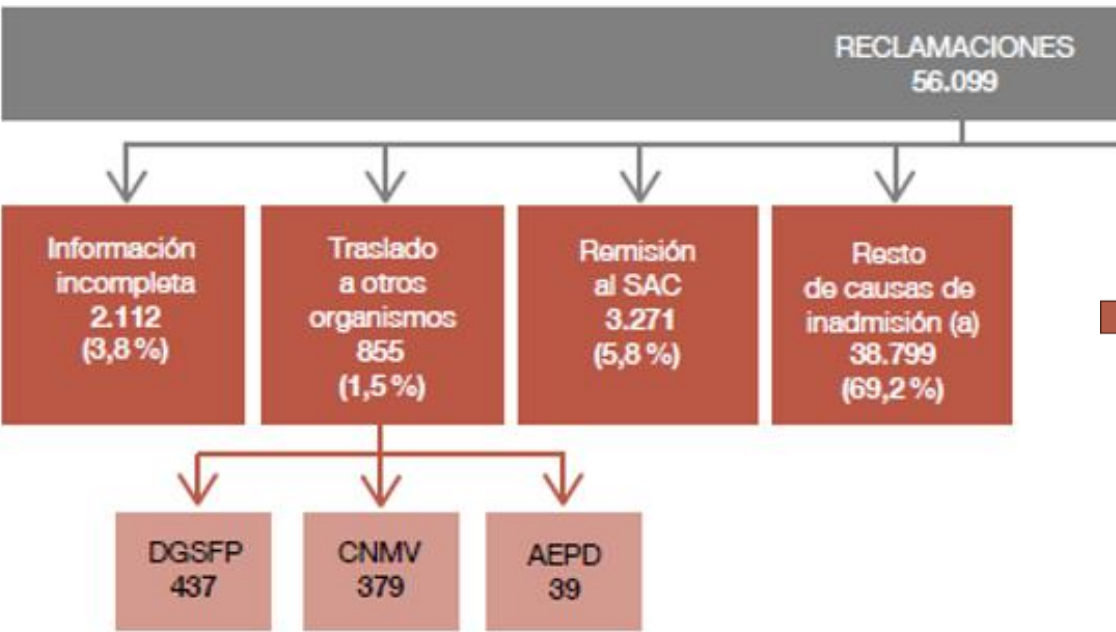 RECLAMACIONES
56.099
Información
incompleta
2.112
(3,8 %)
Traslado
a otros
organismos
855
(1,5 %)
Remisión
al SAC
3.271
(5,8 %)
Resto
de causas de
inadmisión (a)
38.799
(69,2 %)
DGSFP
437
CNMV
379
AEPD
39